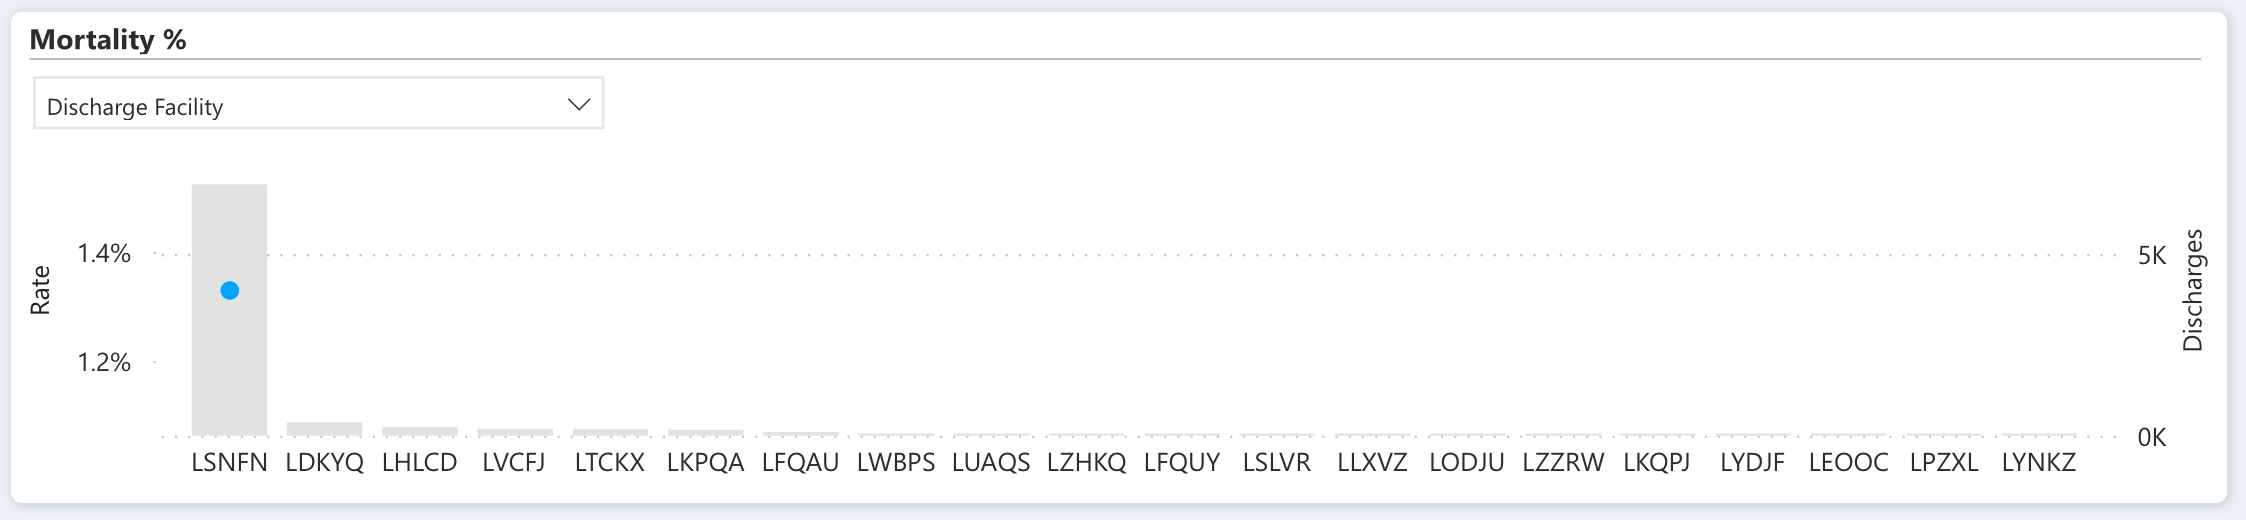 Mortality %
Discharge Facility
1.4%
1.2%
Rate
5K
0K
Discharges
LSNFN LDKYQ LHLCD LVCFJ LTCKX LKPQA LFQAU LWBPS LUAQS LZHKQ LFQUY LSLVR LLXVZ LODJU LZZRW LKQPJ LYDJF LEOOC LPZXL LYNKZ